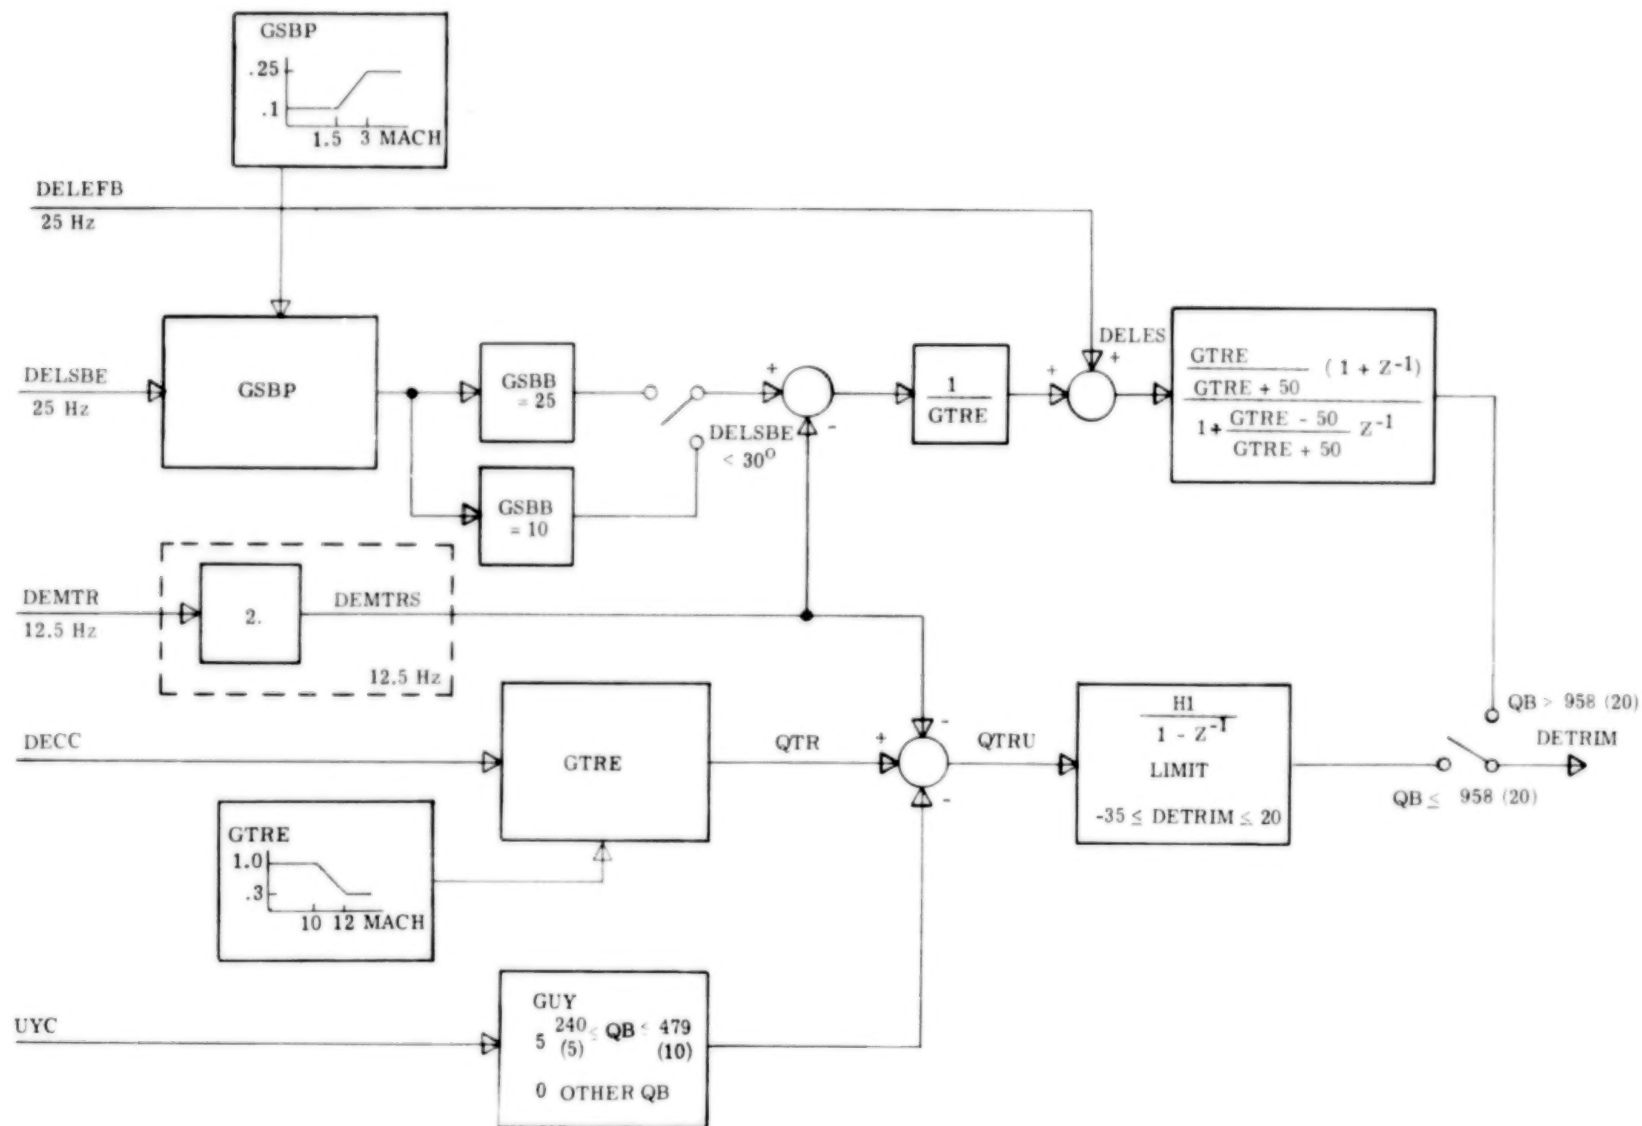 GSBP
.25
.1
1.5 3 MACH
DELEFB
25 Hz
DELSBE
25 Hz
GSBP
GSBB
= 25
GSBB
= 10
DELSBE
< 30⁰
+
-
1
GTRE
+
+
DELES
GTRE
GTRE + 50
( 1 + Z⁻¹)
1+
GTRE - 50
GTRE + 50
Z⁻¹
DEMTR
12.5 Hz
2.
DEMTRS
12.5 Hz
DECC
GTRE
QTR
GTRE
1.0
.3
10 12 MACH
+
-
-
QTRU
H1
1 - Z⁻¹
LIMIT
-35 ≤ DETRIM ≤ 20
QB > 958 (20)
DETRIM
QB ≤ 958 (20)
UYC
GUY
5 240 ≤ QB ≤ 479
(5) (10)
0 OTHER QB